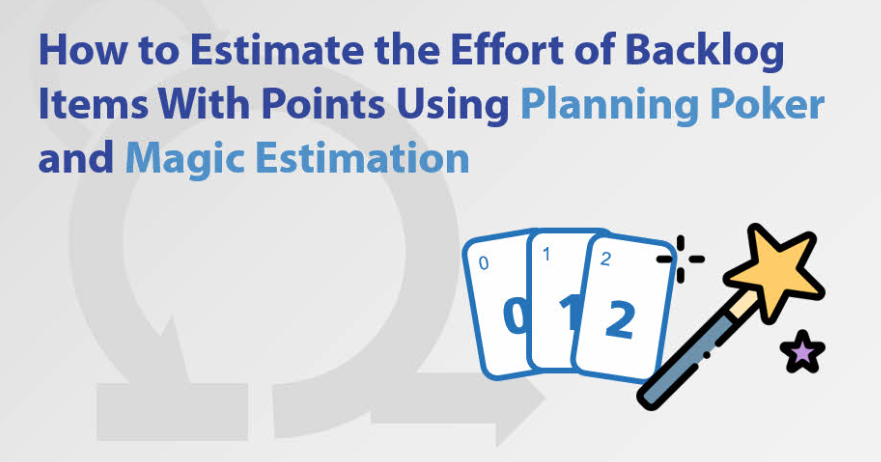 How to Estimate the Effort of Backlog
Items With Points Using Planning Poker
and Magic Estimation
0 1 2
0 1 2